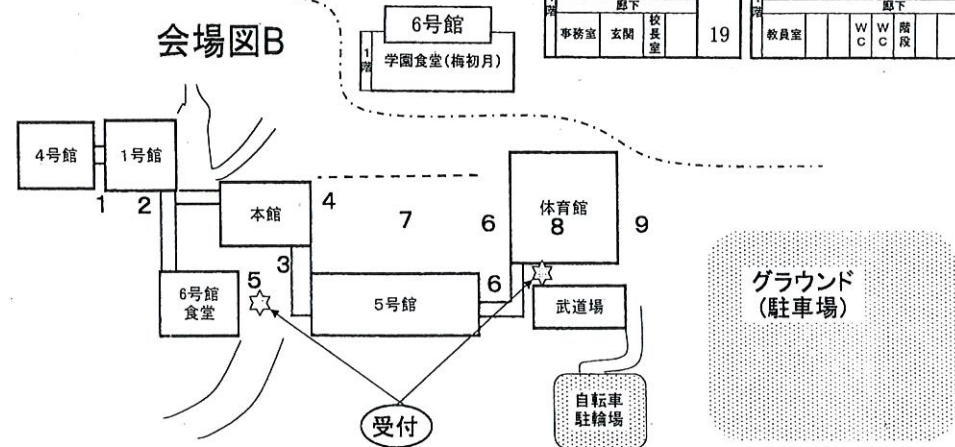 会場図B
6号館
1階
学園食堂(梅初月)
階
廊下
事務室
玄関
校長室
19
階
廊下
教員室
WC
WC
階段
4号館
1号館
1
2
本館
4
7
6
体育館
8
9
3
5
6号館
食堂
5号館
6
武道場
グラウンド
(駐車場)
自転車
駐輪場
受付